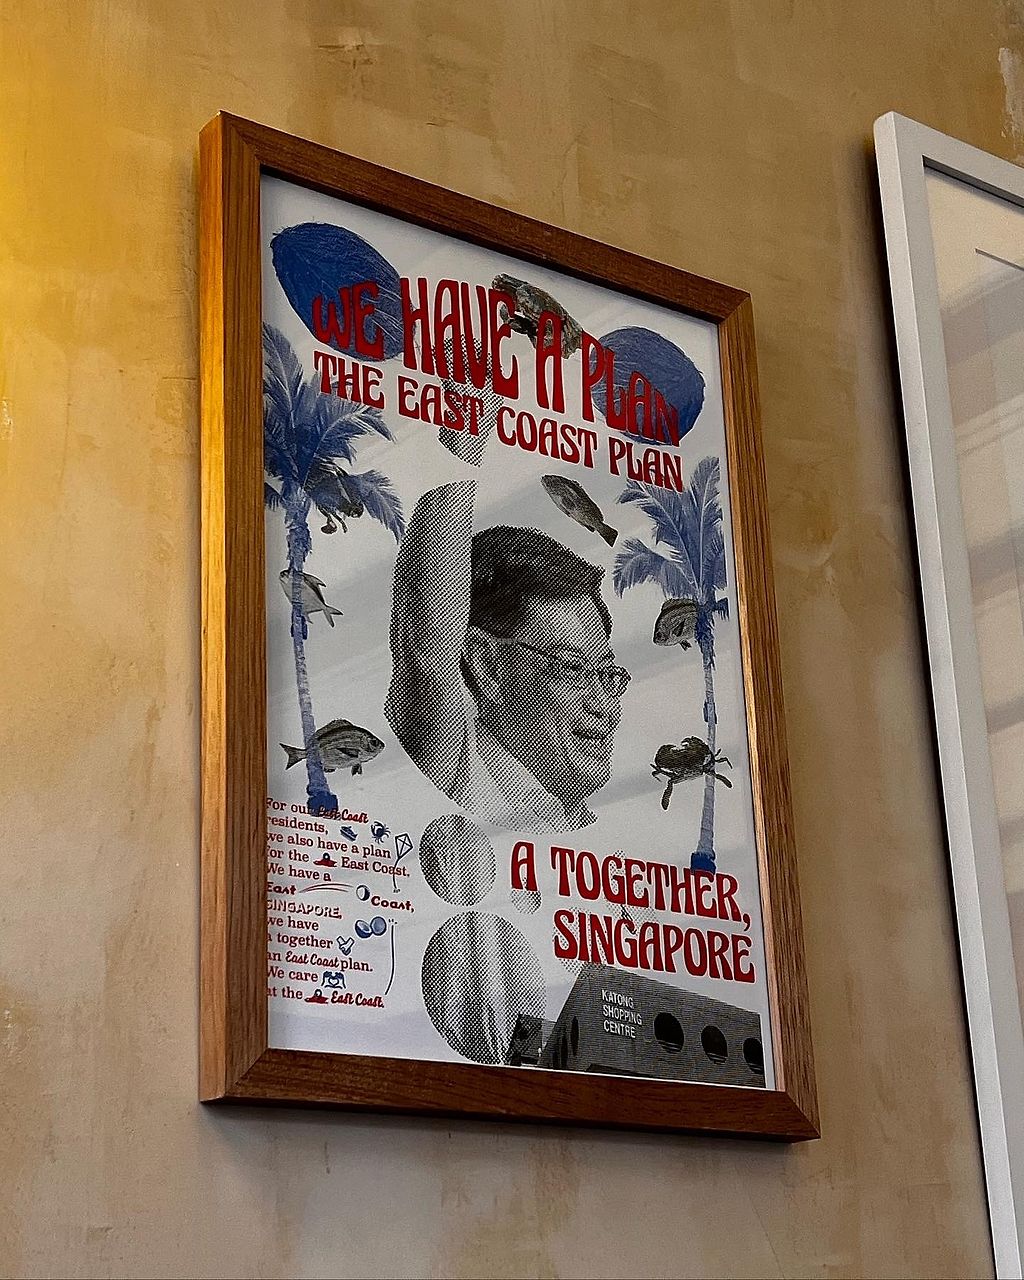 WE HAVE A PLAN
THE EAST COAST PLAN
For our East Coast
residents,
we also have a plan
for the East Coast.
We have a
East Coast,
SINGAPORE,
we have
a together
an East Coast plan.
We care
at the East Coast.
A TOGETHER,
SINGAPORE
KATONG
SHOPPING
CENTRE